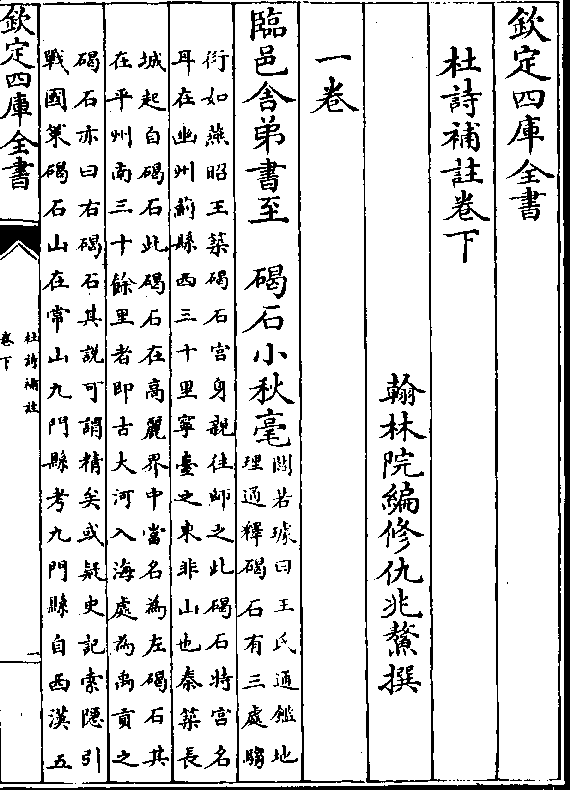 欽定四庫全書
杜詩補註卷下
翰林院編修仇兆鰲撰
一卷
臨邑舍弟書至　碣石小秋毫
閻若璩曰王氏通鑑地
理通釋碣石有三處騶
衍如燕昭王築碣石宮身親往師之此碣石特宮名
耳在幽州薊縣西三十里寧臺之東非山也秦築長
城起自碣石此碣石在高麗界中當名為左碣石其
在平州南三十餘里者即古大河入海處為禹貢之
碣石亦曰右碣石其說可謂精矣或疑史記索隱引
戰國策碣石山在常山九門縣考九門縣自西漢五
欽定四庫全書
杜詩補註
卷下
一